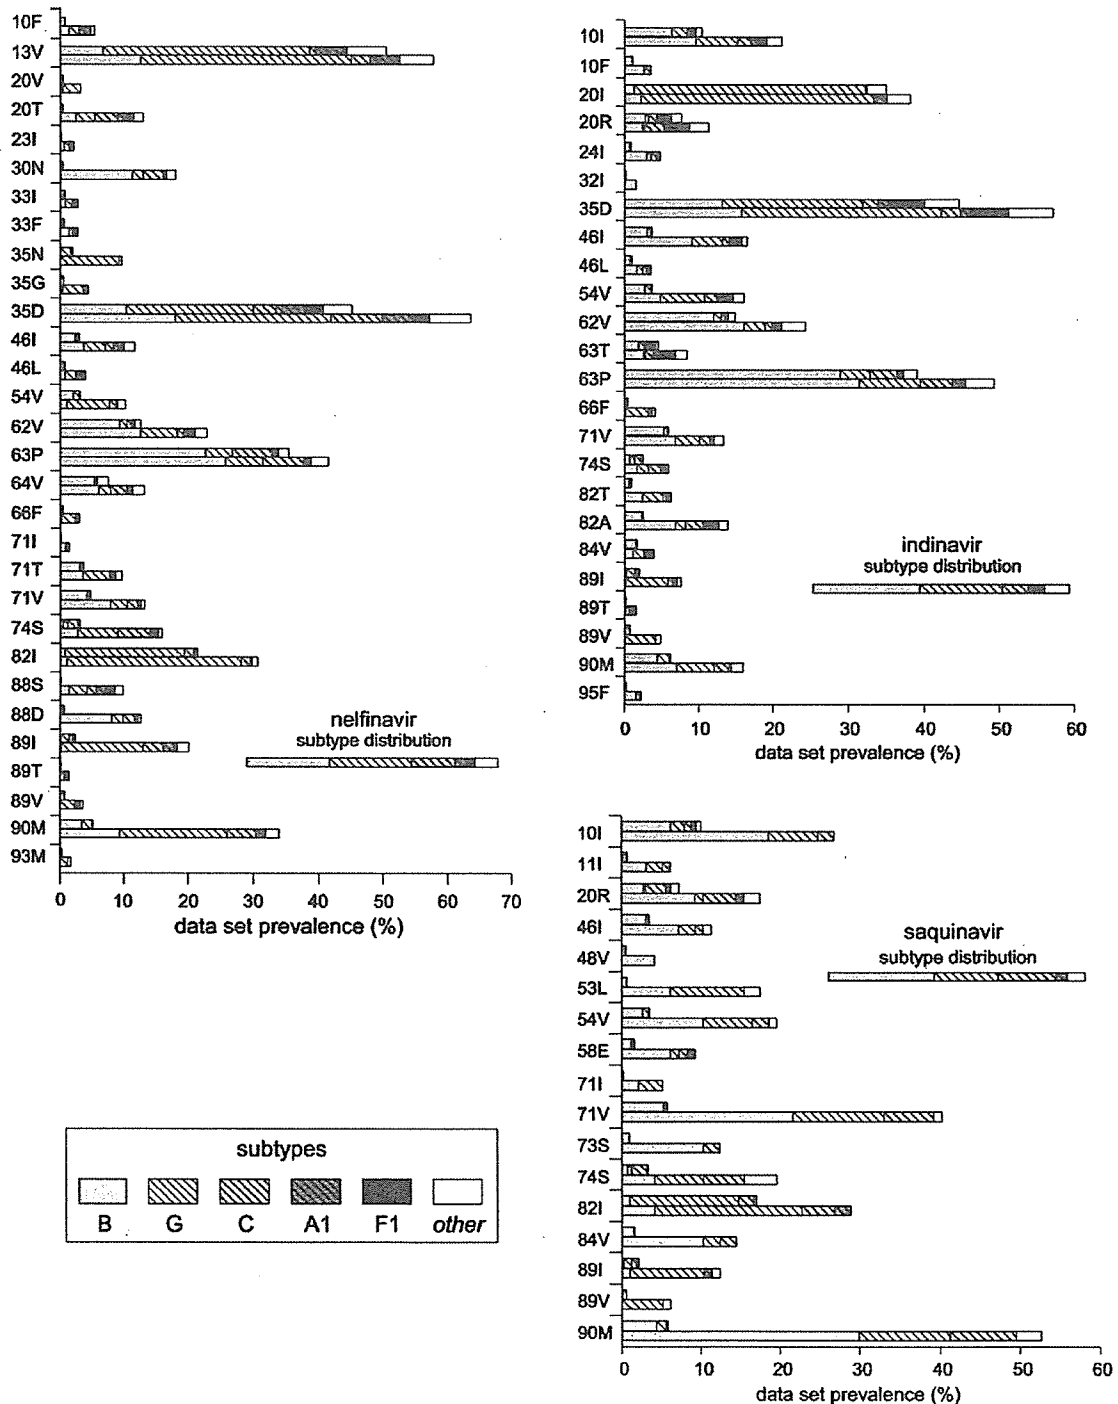 10F
13V
20V
20T
23I
30N
33I
33F
35N
35G
35D
46I
46L
54V
62V
63P
64V
66F
71I
71T
71V
74S
82I
88S
88D
89I
89T
89V
90M
93M
nelfinavir
subtype distribution
0 10 20 30 40 50 60 70
data set prevalence (%)
10I
10F
20I
20R
24I
32I
35D
46I
46L
54V
62V
63T
63P
66F
71V
74S
82T
82A
84V
89I
89T
89V
90M
95F
indinavir
subtype distribution
0 10 20 30 40 50 60
data set prevalence (%)
10I
11I
20R
46I
48V
53L
54V
58E
71I
71V
73S
74S
82I
84V
89I
89V
90M
saquinavir
subtype distribution
0 10 20 30 40 50 60
data set prevalence (%)
subtypes
B G C A1 F1 other